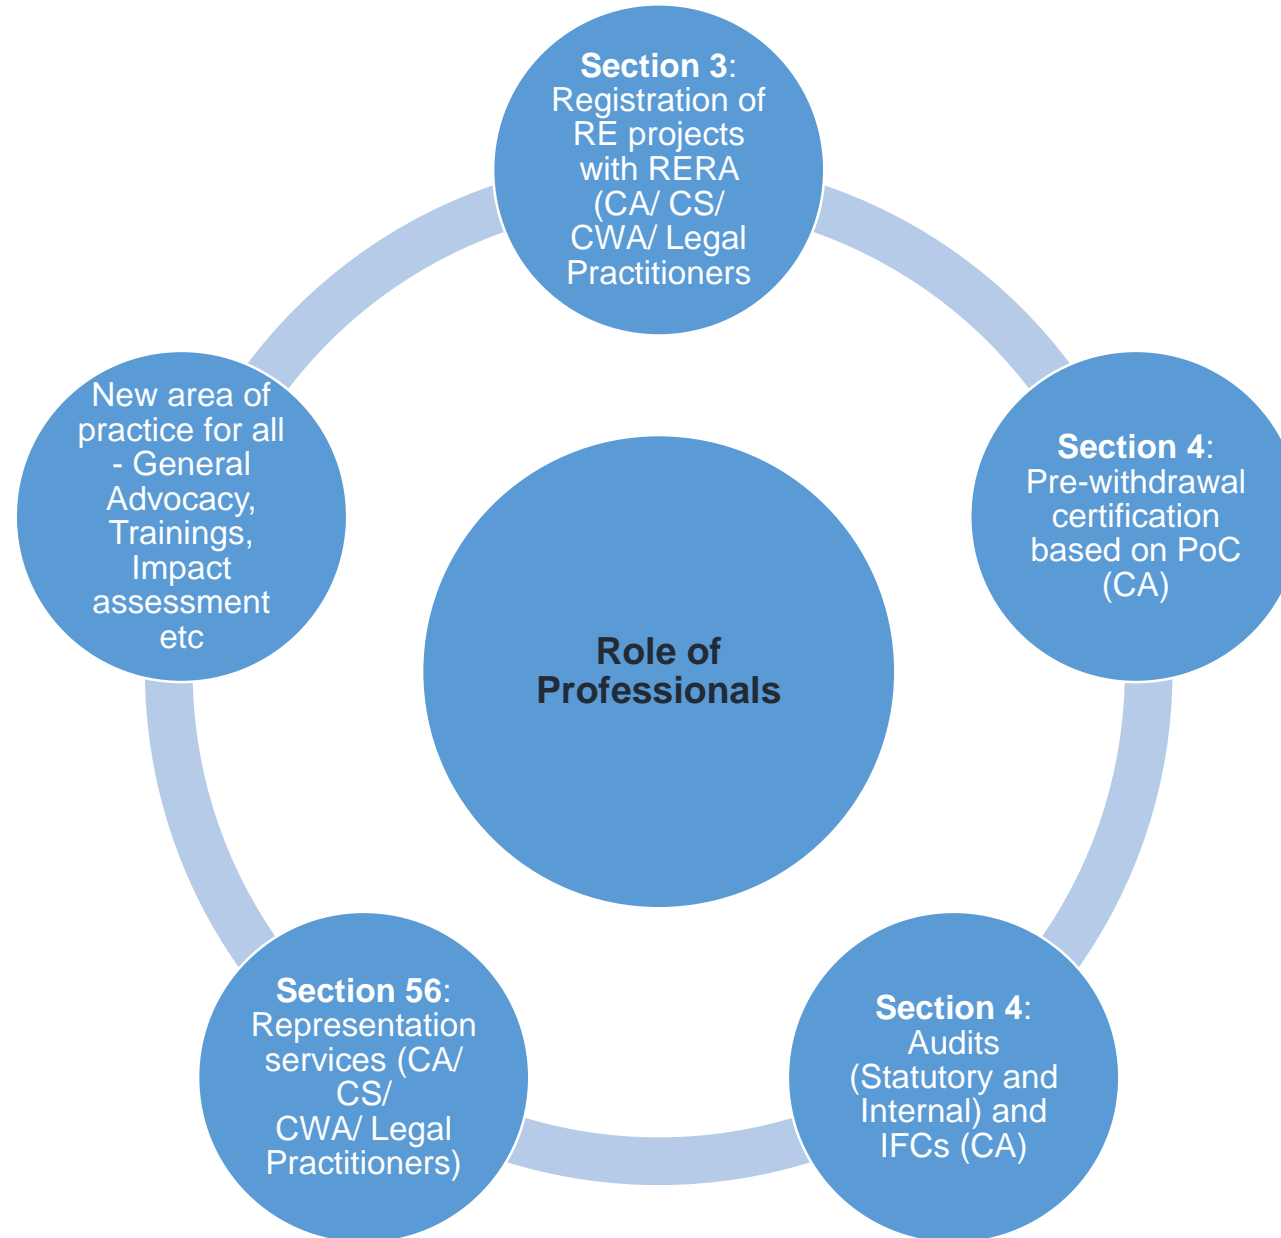 Section 3:
Registration of
RE projects
with RERA
(CA/ CS/
CWA/ Legal
Practitioners
Section 4:
Pre-withdrawal
certification
based on PoC
(CA)
Section 4:
Audits
(Statutory and
Internal) and
IFCs (CA)
Section 56:
Representation
services (CA/
CS/
CWA/ Legal
Practitioners)
New area of
practice for all
- General
Advocacy,
Trainings,
Impact
assessment
etc
Role of
Professionals